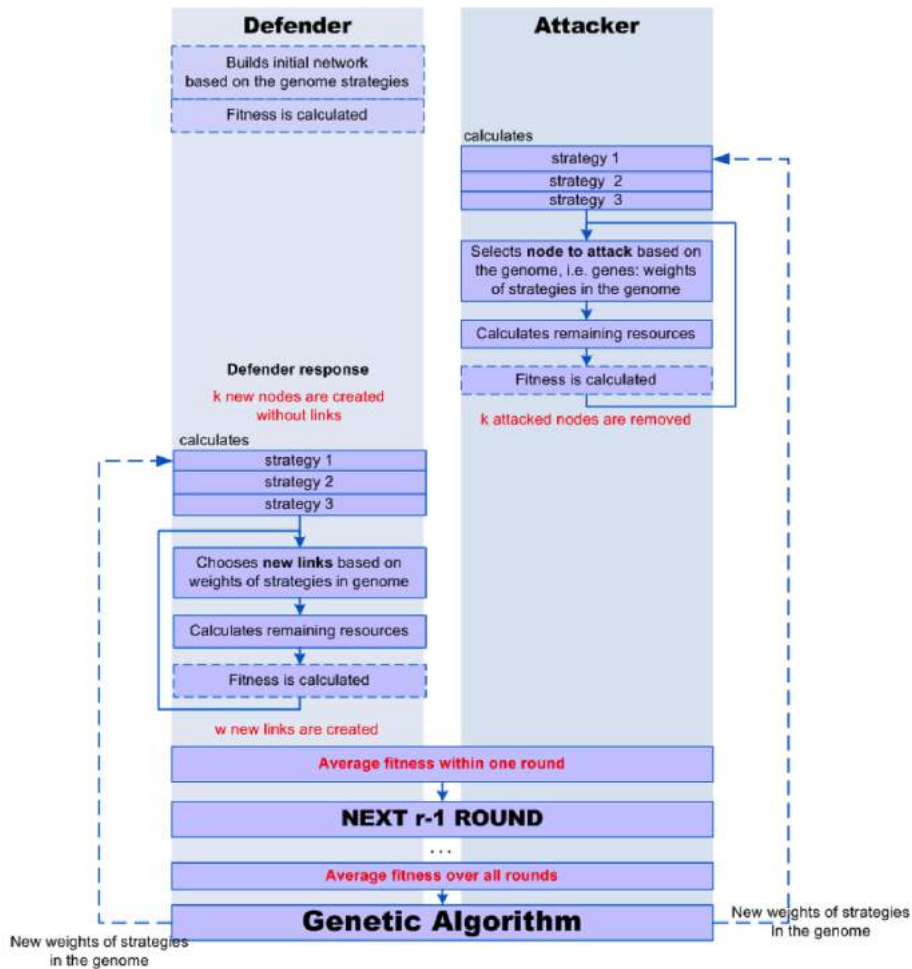 Defender
Builds initial network
based on the genome strategies
Fitness is calculated
Attacker
calculates
strategy 1
strategy 2
strategy 3
Selects node to attack based on
the genome, i.e. genes: weights
of strategies in the genome
Calculates remaining resources
Fitness is calculated
k attacked nodes are removed
Defender response
k new nodes are created
without links
calculates
strategy 1
strategy 2
strategy 3
Chooses new links based on
weights of strategies in genome
Calculates remaining resources
Fitness is calculated
w new links are created
Average fitness within one round
NEXT r-1 ROUND
...
Average fitness over all rounds
Genetic Algorithm
New weights of strategies
in the genome
New weights of strategies
In the genome